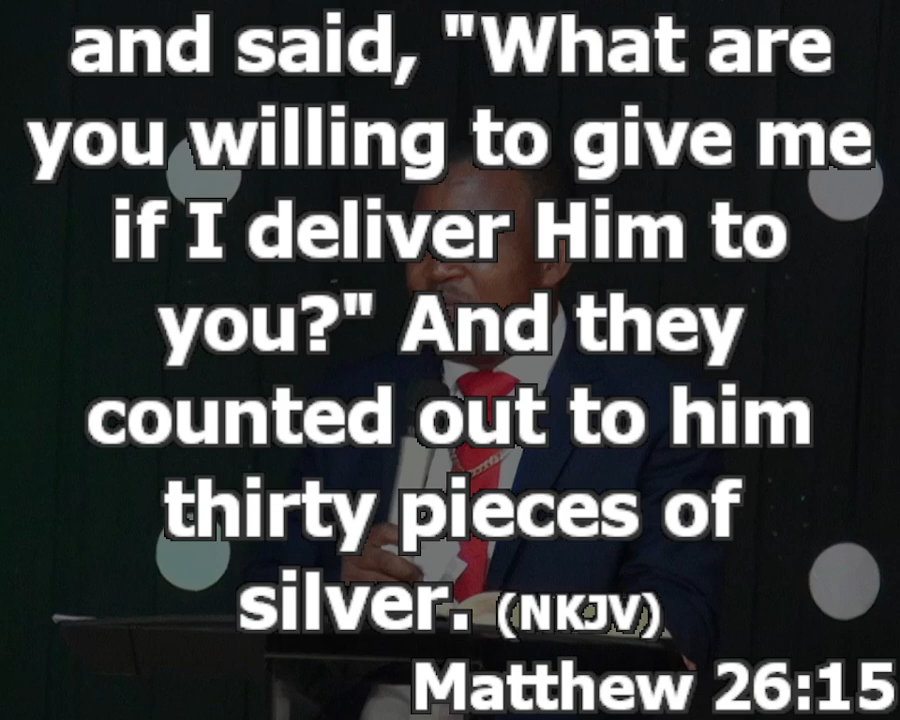 and said, "What are
you willing to give me
if I deliver Him to
you?" And they
counted out to him
thirty pieces of
silver. (NKJV)
Matthew 26:15